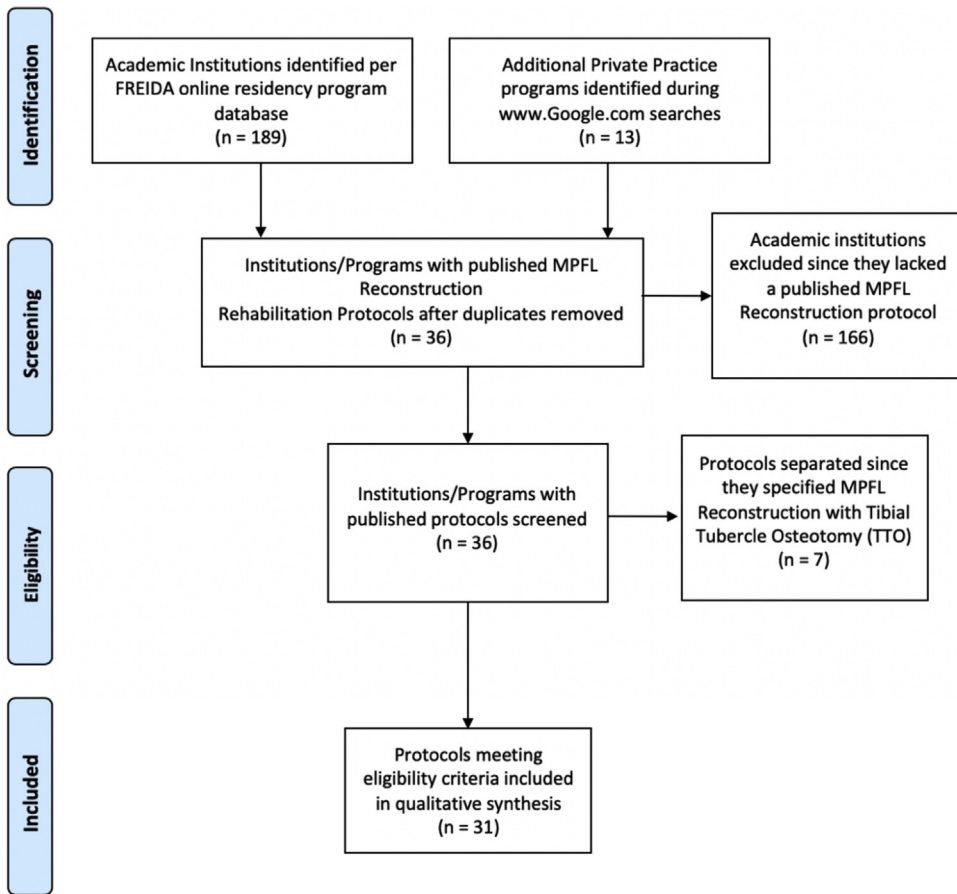 Identification
Academic Institutions identified per
FREIDA online residency program
database
(n = 189)
Additional Private Practice
programs identified during
www.Google.com searches
(n = 13)
Screening
Institutions/Programs with published MPFL
Reconstruction
Rehabilitation Protocols after duplicates removed
(n = 36)
Academic institutions
excluded since they lacked
a published MPFL
Reconstruction protocol
(n = 166)
Eligibility
Institutions/Programs with
published protocols screened
(n = 36)
Protocols separated since
they specified MPFL
Reconstruction with Tibial
Tubercle Osteotomy (TTO)
(n = 7)
Included
Protocols meeting
eligibility criteria included
in qualitative synthesis
(n = 31)